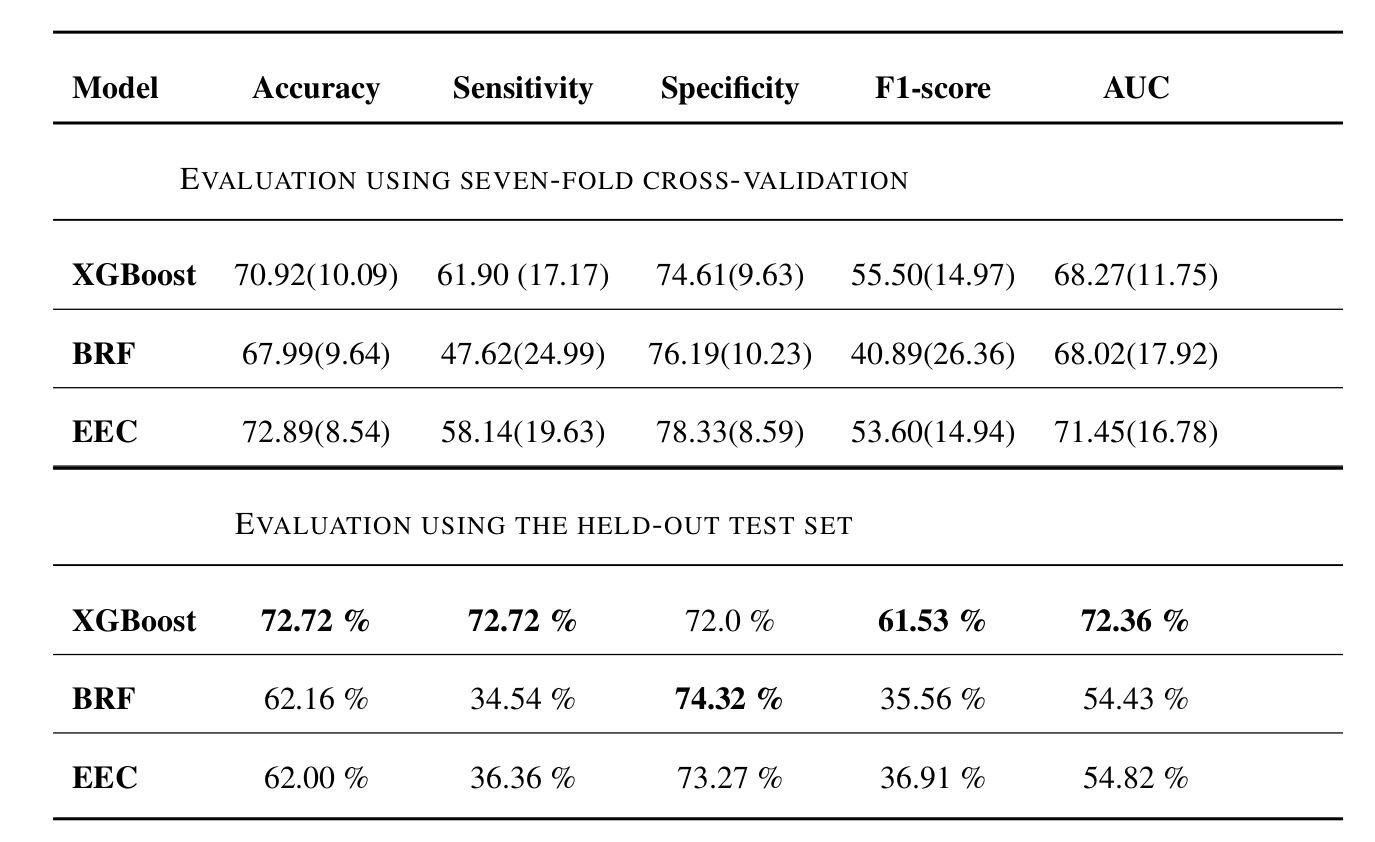 Model Accuracy Sensitivity Specificity F1-score AUC
EVALUATION USING SEVEN-FOLD CROSS-VALIDATION
XGBoost 70.92(10.09) 61.90 (17.17) 74.61(9.63) 55.50(14.97) 68.27(11.75)
BRF 67.99(9.64) 47.62(24.99) 76.19(10.23) 40.89(26.36) 68.02(17.92)
EEC 72.89(8.54) 58.14(19.63) 78.33(8.59) 53.60(14.94) 71.45(16.78)
EVALUATION USING THE HELD-OUT TEST SET
XGBoost 72.72 % 72.72 % 72.0 % 61.53 % 72.36 %
BRF 62.16 % 34.54 % 74.32 % 35.56 % 54.43 %
EEC 62.00 % 36.36 % 73.27 % 36.91 % 54.82 %